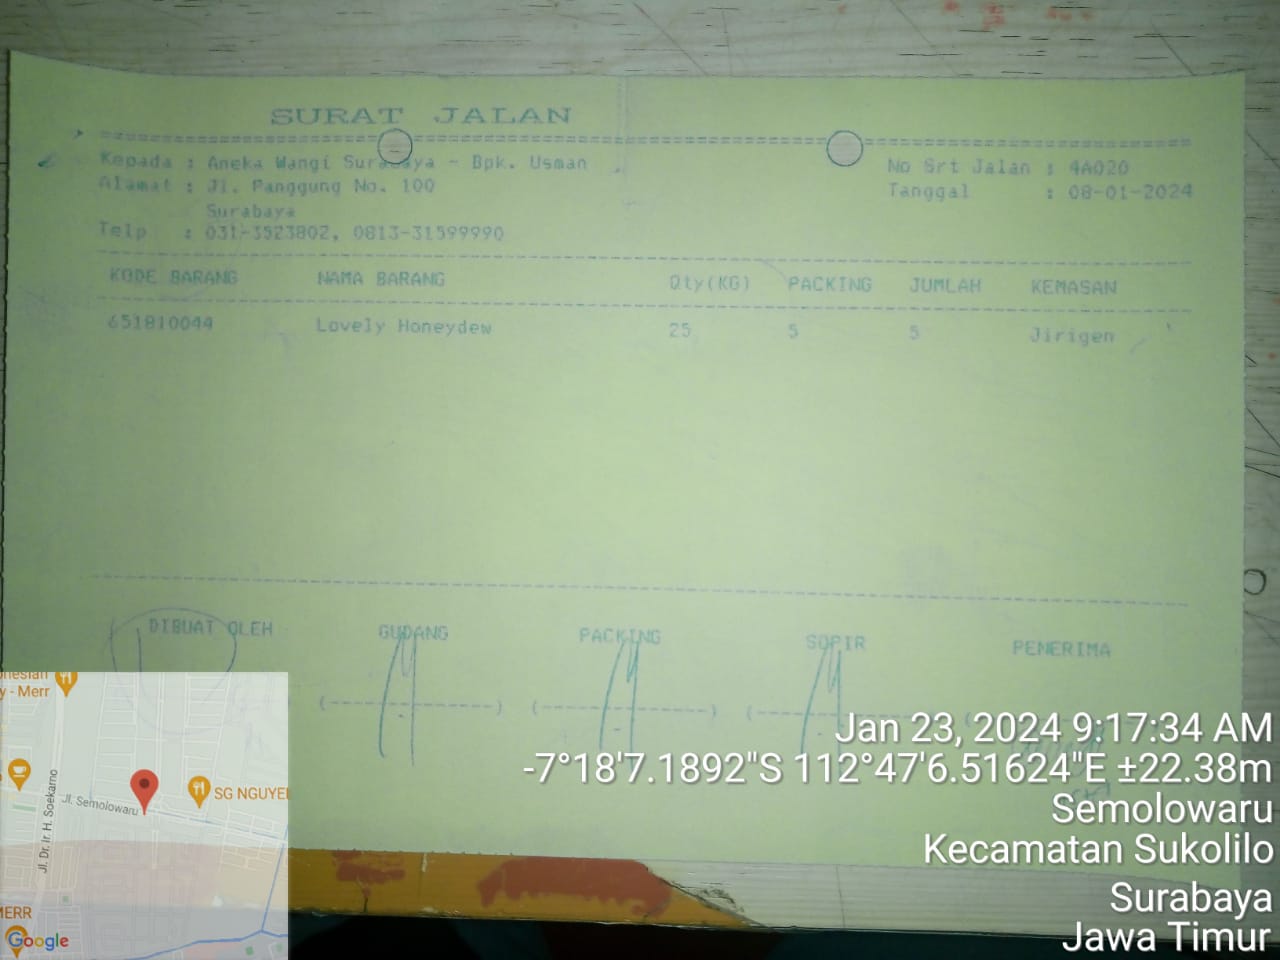 SURAT JALAN
Kepada : Aneka Wangi Surabaya - Bpk. Usman
Alamat : Jl. Panggung No. 100
Surabaya
Telp : 031-3523802, 0813-31599990
No Srt Jalan : 4A020
Tanggal : 08-01-2024
KODE BARANG NAMA BARANG Qty(KG) PACKING JUMLAH KEMASAN
651810044 Lovely Honeydew 25 5 5 Jirigen
DIBUAT OLEH GUDANG PACKING SOPIR PENERIMA
Jan 23, 2024 9:17:34 AM
-7°18'7.1892"S 112°47'6.51624"E ±22.38m
Semolowaru
Kecamatan Sukolilo
Surabaya
Jawa Timur
y - Merr
Jl. Dr. Ir. H. Soekarno
Jl. Semolowaru
SG NGUYEN
MERR
Google